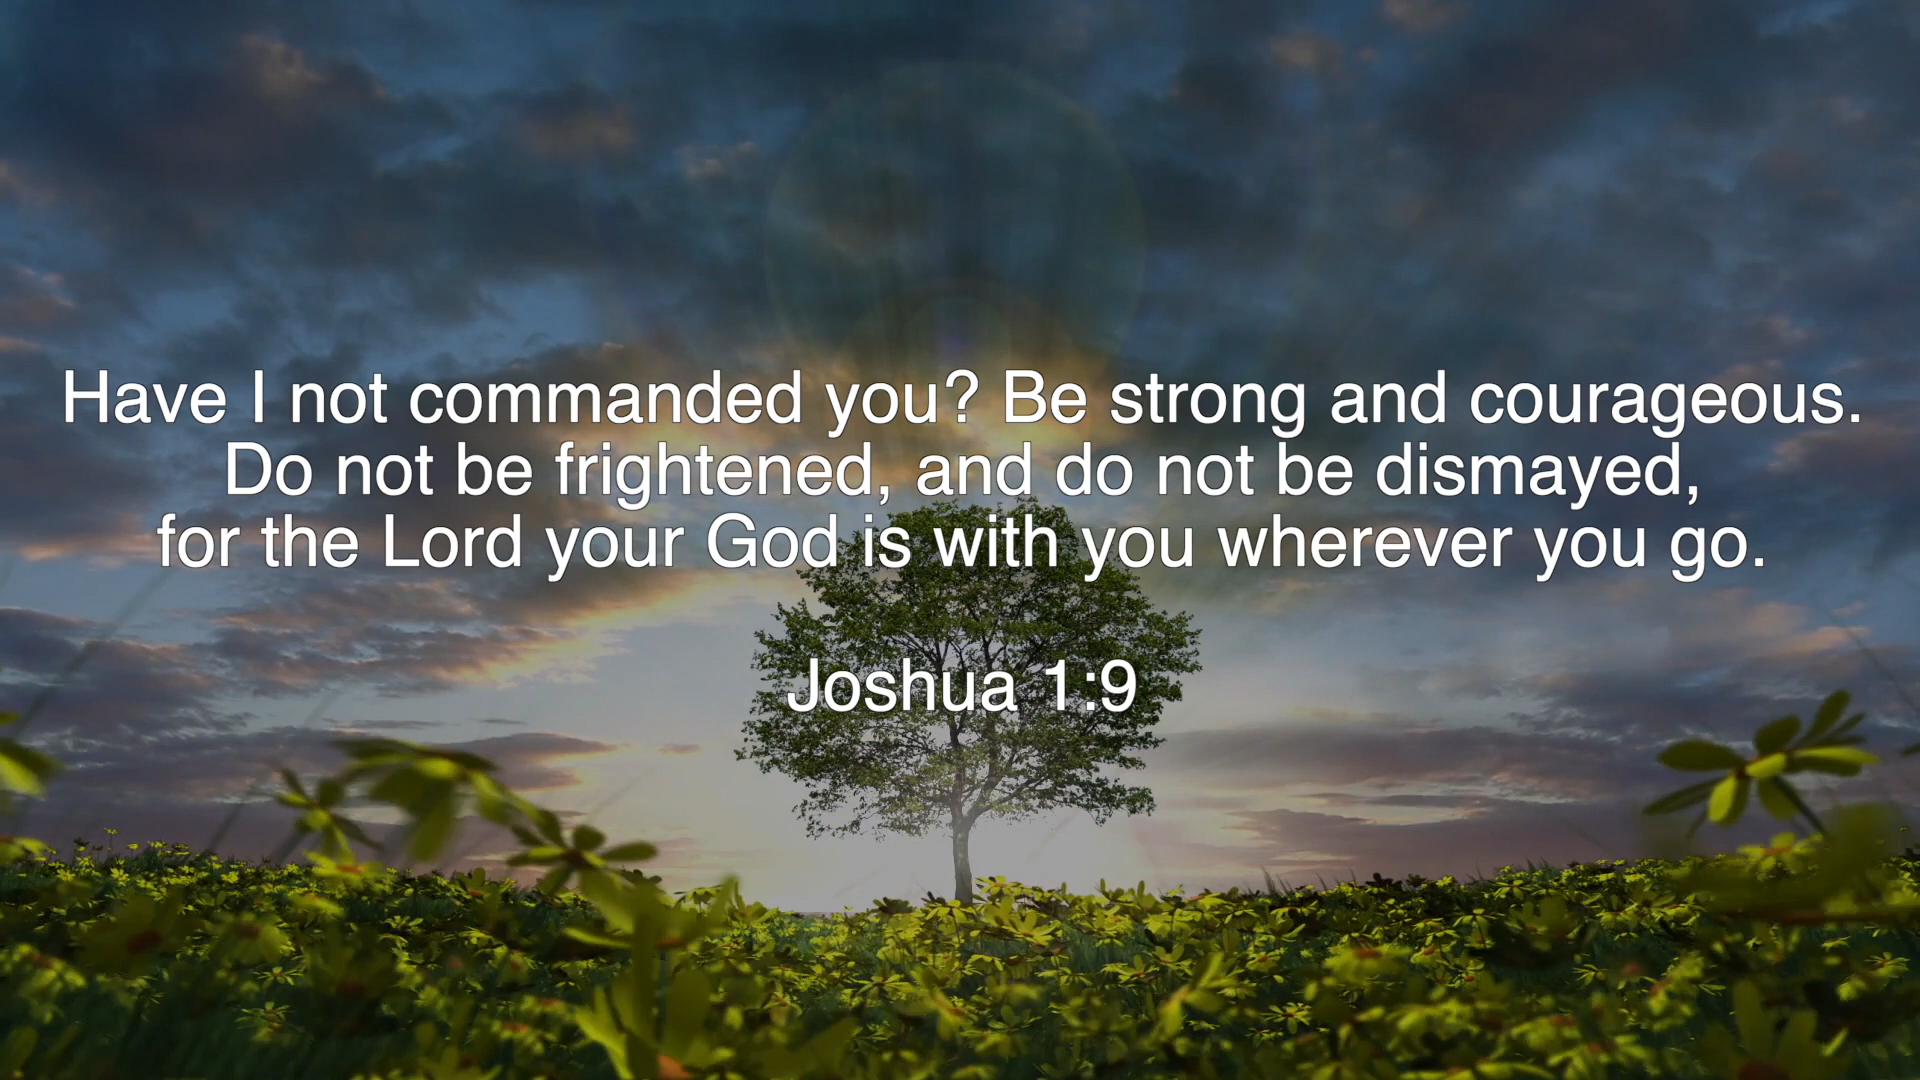 Have I not commanded you? Be strong and courageous.
Do not be frightened, and do not be dismayed,
for the Lord your God is with you wherever you go.
Joshua 1:9